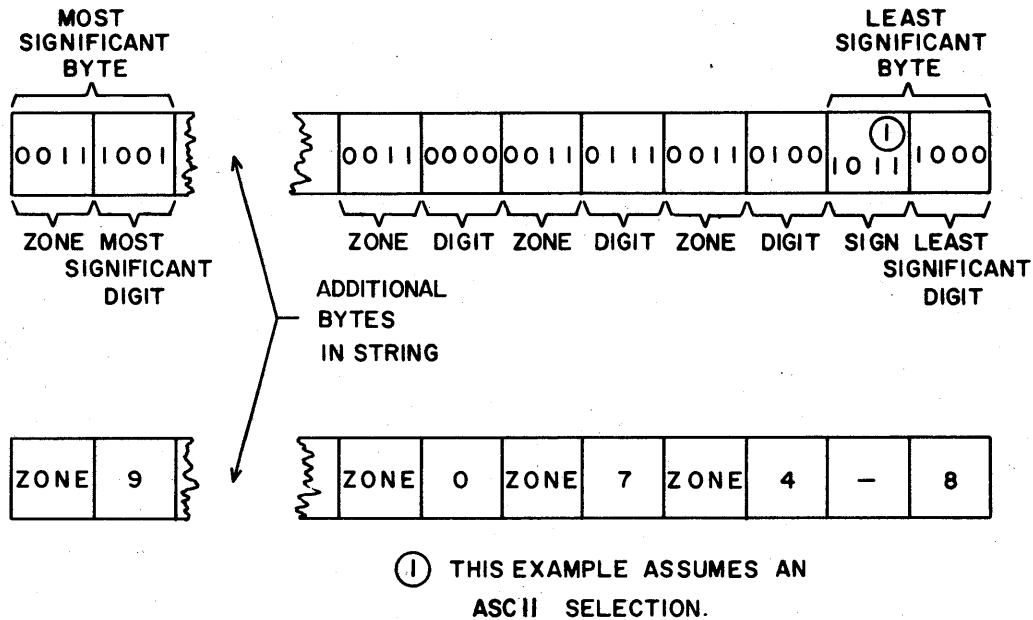 MOST
SIGNIFICANT
BYTE
LEAST
SIGNIFICANT
BYTE
0011 1001 0011 0000 0011 0111 0011 0100 1011 ① 1000
ZONE MOST
SIGNIFICANT
DIGIT
ZONE DIGIT ZONE DIGIT ZONE DIGIT SIGN LEAST
SIGNIFICANT
DIGIT
ADDITIONAL
BYTES
IN STRING
ZONE 9 ZONE 0 ZONE 7 ZONE 4 – 8
① THIS EXAMPLE ASSUMES AN
ASCII SELECTION.